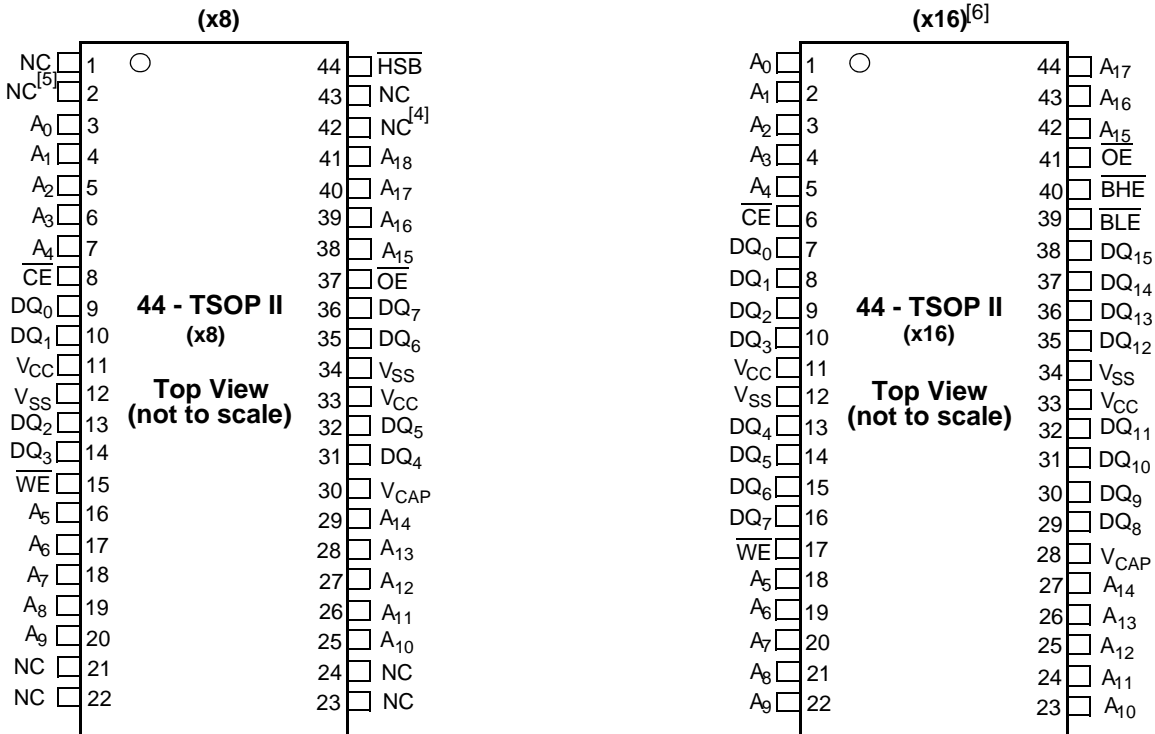 (x8)
NC 1 44 HSB
NC[5] 2 43 NC
A0 3 42 NC[4]
A1 4 41 A18
A2 5 40 A17
A3 6 39 A16
A4 7 38 A15
CE 8 37 OE
DQ0 9 36 DQ7
DQ1 10 35 DQ6
VCC 11 34 VSS
VSS 12 33 VCC
DQ2 13 32 DQ5
DQ3 14 31 DQ4
WE 15 30 VCAP
A5 16 29 A14
A6 17 28 A13
A7 18 27 A12
A8 19 26 A11
A9 20 25 A10
NC 21 24 NC
NC 22 23 NC
44 - TSOP II
(x8)
Top View
(not to scale)
(x16)[6]
A0 1 44 A17
A1 2 43 A16
A2 3 42 A15
A3 4 41 OE
A4 5 40 BHE
CE 6 39 BLE
DQ0 7 38 DQ15
DQ1 8 37 DQ14
DQ2 9 36 DQ13
DQ3 10 35 DQ12
VCC 11 34 VSS
VSS 12 33 VCC
DQ4 13 32 DQ11
DQ5 14 31 DQ10
DQ6 15 30 DQ9
DQ7 16 29 DQ8
WE 17 28 VCAP
A5 18 27 A14
A6 19 26 A13
A7 20 25 A12
A8 21 24 A11
A9 22 23 A10
44 - TSOP II
(x16)
Top View
(not to scale)